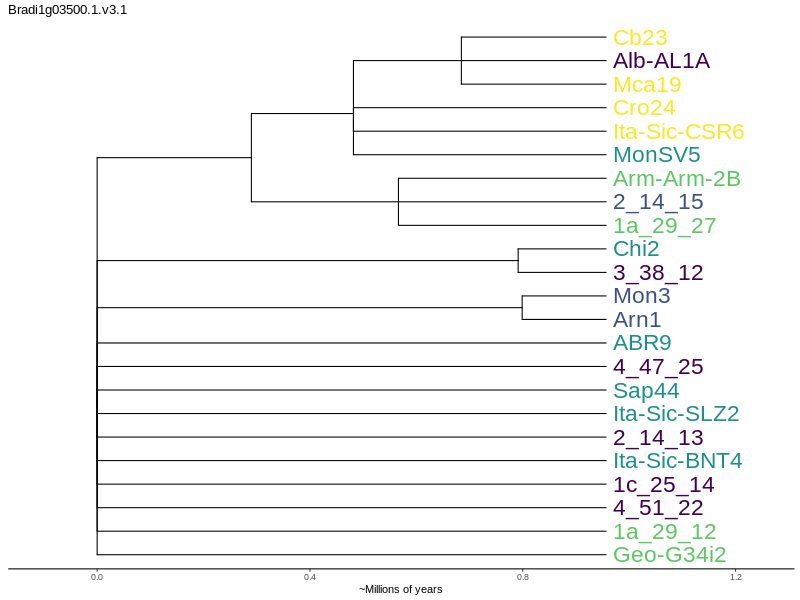 Bradi1g03500.1.v3.1
Cb23
Alb-AL1A
Mca19
Cro24
Ita-Sic-CSR6
MonSV5
Arm-Arm-2B
2_14_15
1a_29_27
Chi2
3_38_12
Mon3
Arn1
ABR9
4_47_25
Sap44
Ita-Sic-SLZ2
2_14_13
Ita-Sic-BNT4
1c_25_14
4_51_22
1a_29_12
Geo-G34i2
0.0 0.4 0.8 1.2
~Millions of years